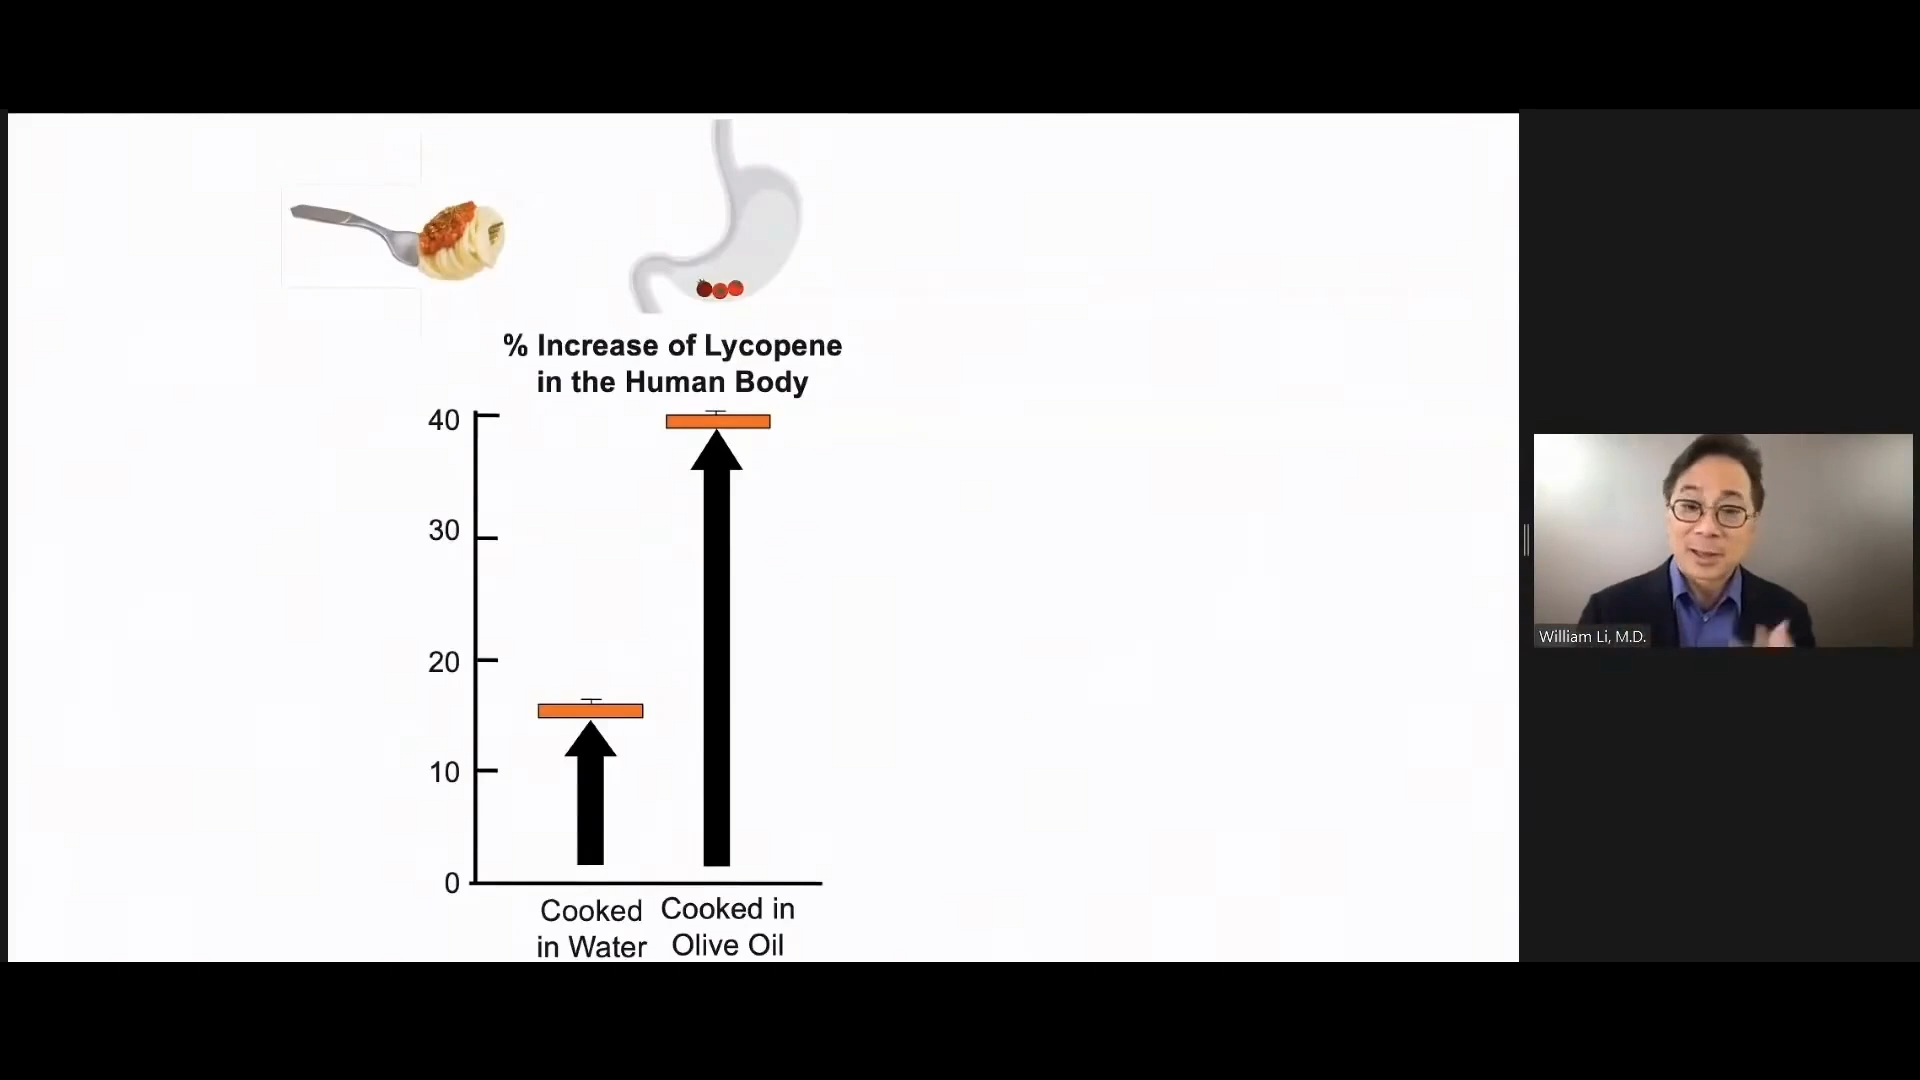 % Increase of Lycopene
in the Human Body
40
30
20
10
0
Cooked
in Water
Cooked in
Olive Oil
William Li, M.D.